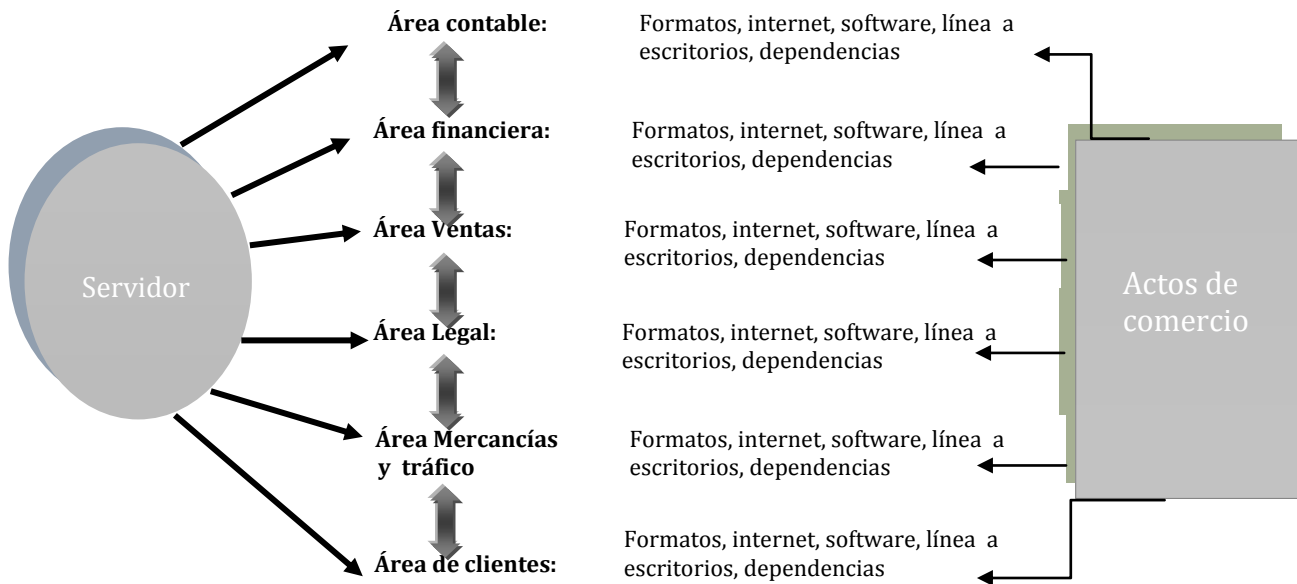 Área contable:
Formatos, internet, software, línea a
escritorios, dependencias
Área financiera:
Formatos, internet, software, línea a
escritorios, dependencias
Área Ventas:
Formatos, internet, software, línea a
escritorios, dependencias
Servidor
Actos de
comercio
Área Legal:
Formatos, internet, software, línea a
escritorios, dependencias
Área Mercancías
y tráfico
Formatos, internet, software, línea a
escritorios, dependencias
Área de clientes:
Formatos, internet, software, línea a
escritorios, dependencias